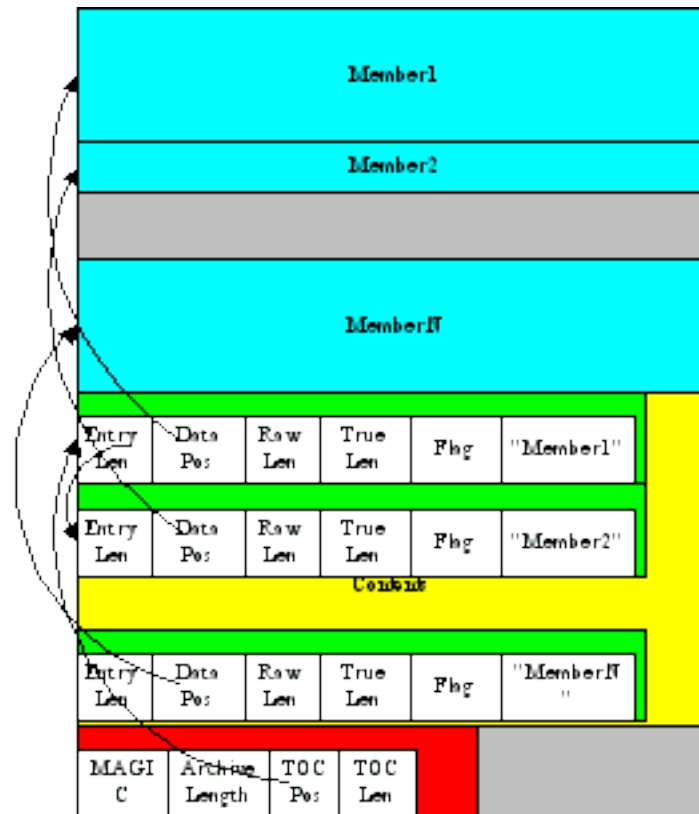 Member1
Member2
MemberN
Entry Data Raw True Flag "Member1"
Len Pos Len Len
Entry Data Raw True Flag "Member2"
Len Pos Len Len
Content
Entry Data Raw True Flag "MemberN
Len Pos Len Len "
MAGI Archive TOC TOC
C Length Pos Len